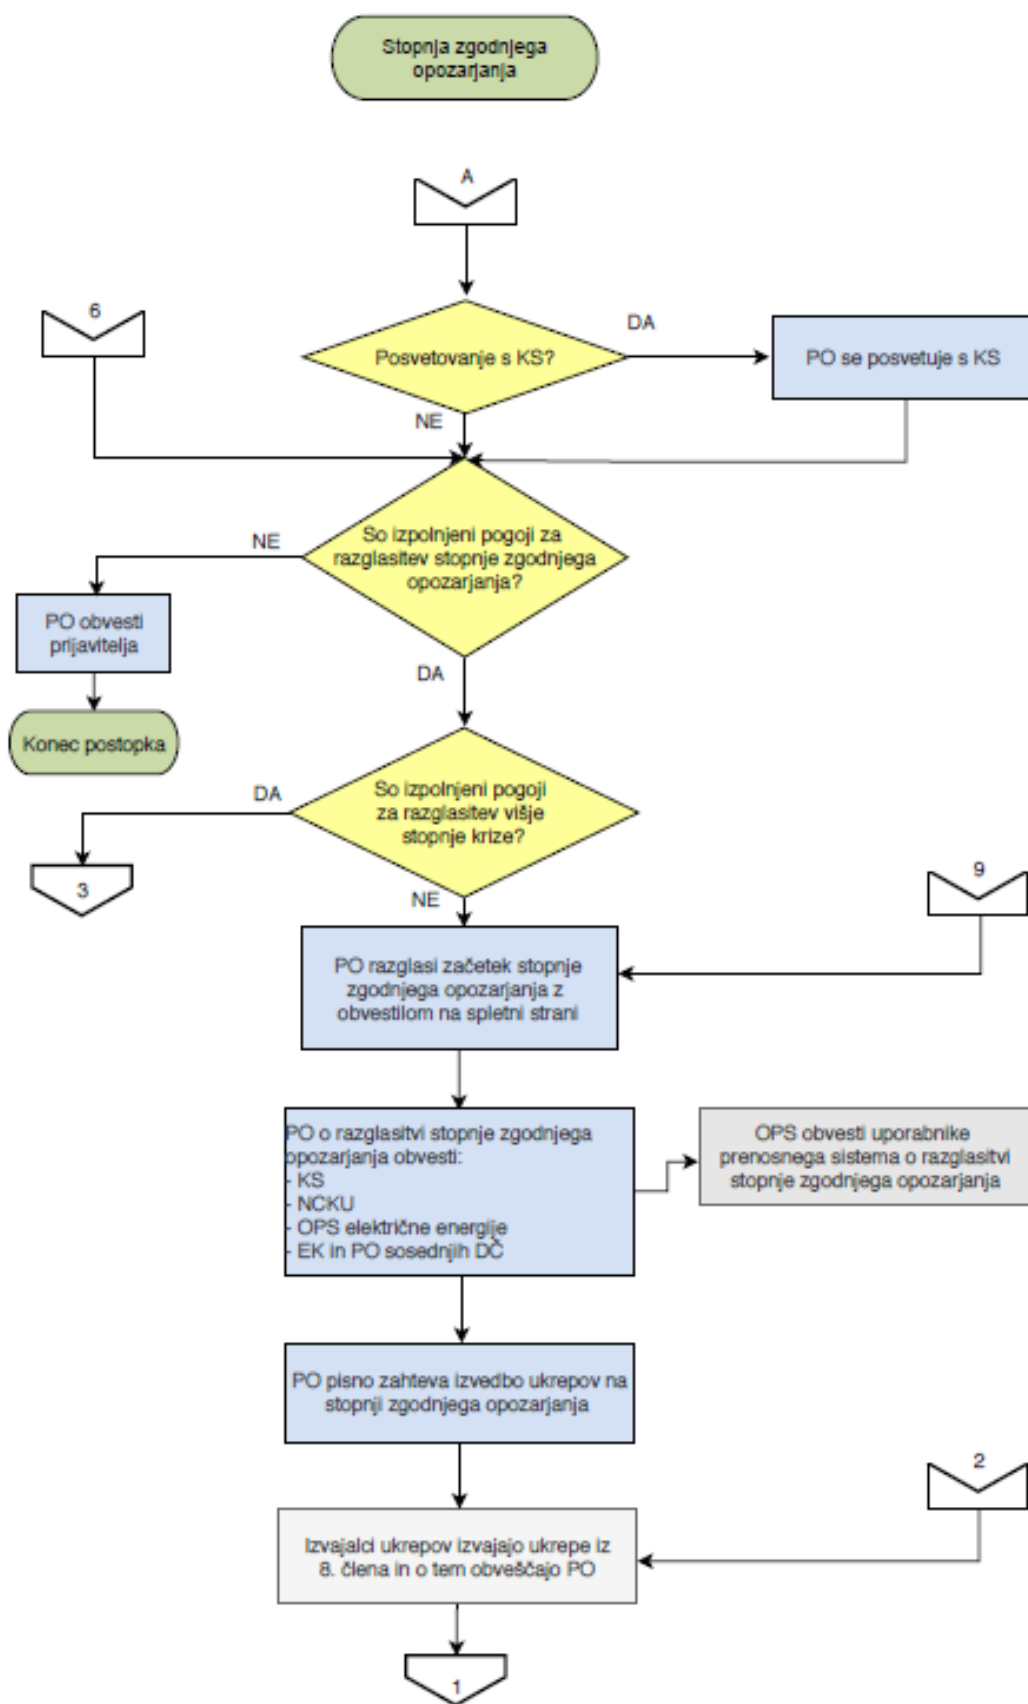 Stopnja zgodnjega
opozarjanja
A
6
Posvetovanje s KS?
DA
PO se posvetuje s KS
NE
So izpolnjeni pogoji za
razglasitev stopnje zgodnjega
opozarjanja?
NE
PO obvesti
prijavitelja
DA
Konec postopka
So izpolnjeni pogoji
za razglasitev višje
stopnje krize?
DA
3
NE
9
PO razglasi začetek stopnje
zgodnjega opozarjanja z
obvestilom na spletni strani
PO o razglasitvi stopnje zgodnjega
opozarjanja obvesti:
- KS
- NCKU
- OPS električne energije
- EK in PO sosednjih DČ
OPS obvesti uporabnike
prenosnega sistema o razglasitvi
stopnje zgodnjega opozarjanja
PO pisno zahteva izvedbo ukrepov na
stopnji zgodnjega opozarjanja
2
Izvajalci ukrepov izvajajo ukrepe iz
8. člena in o tem obveščajo PO
1